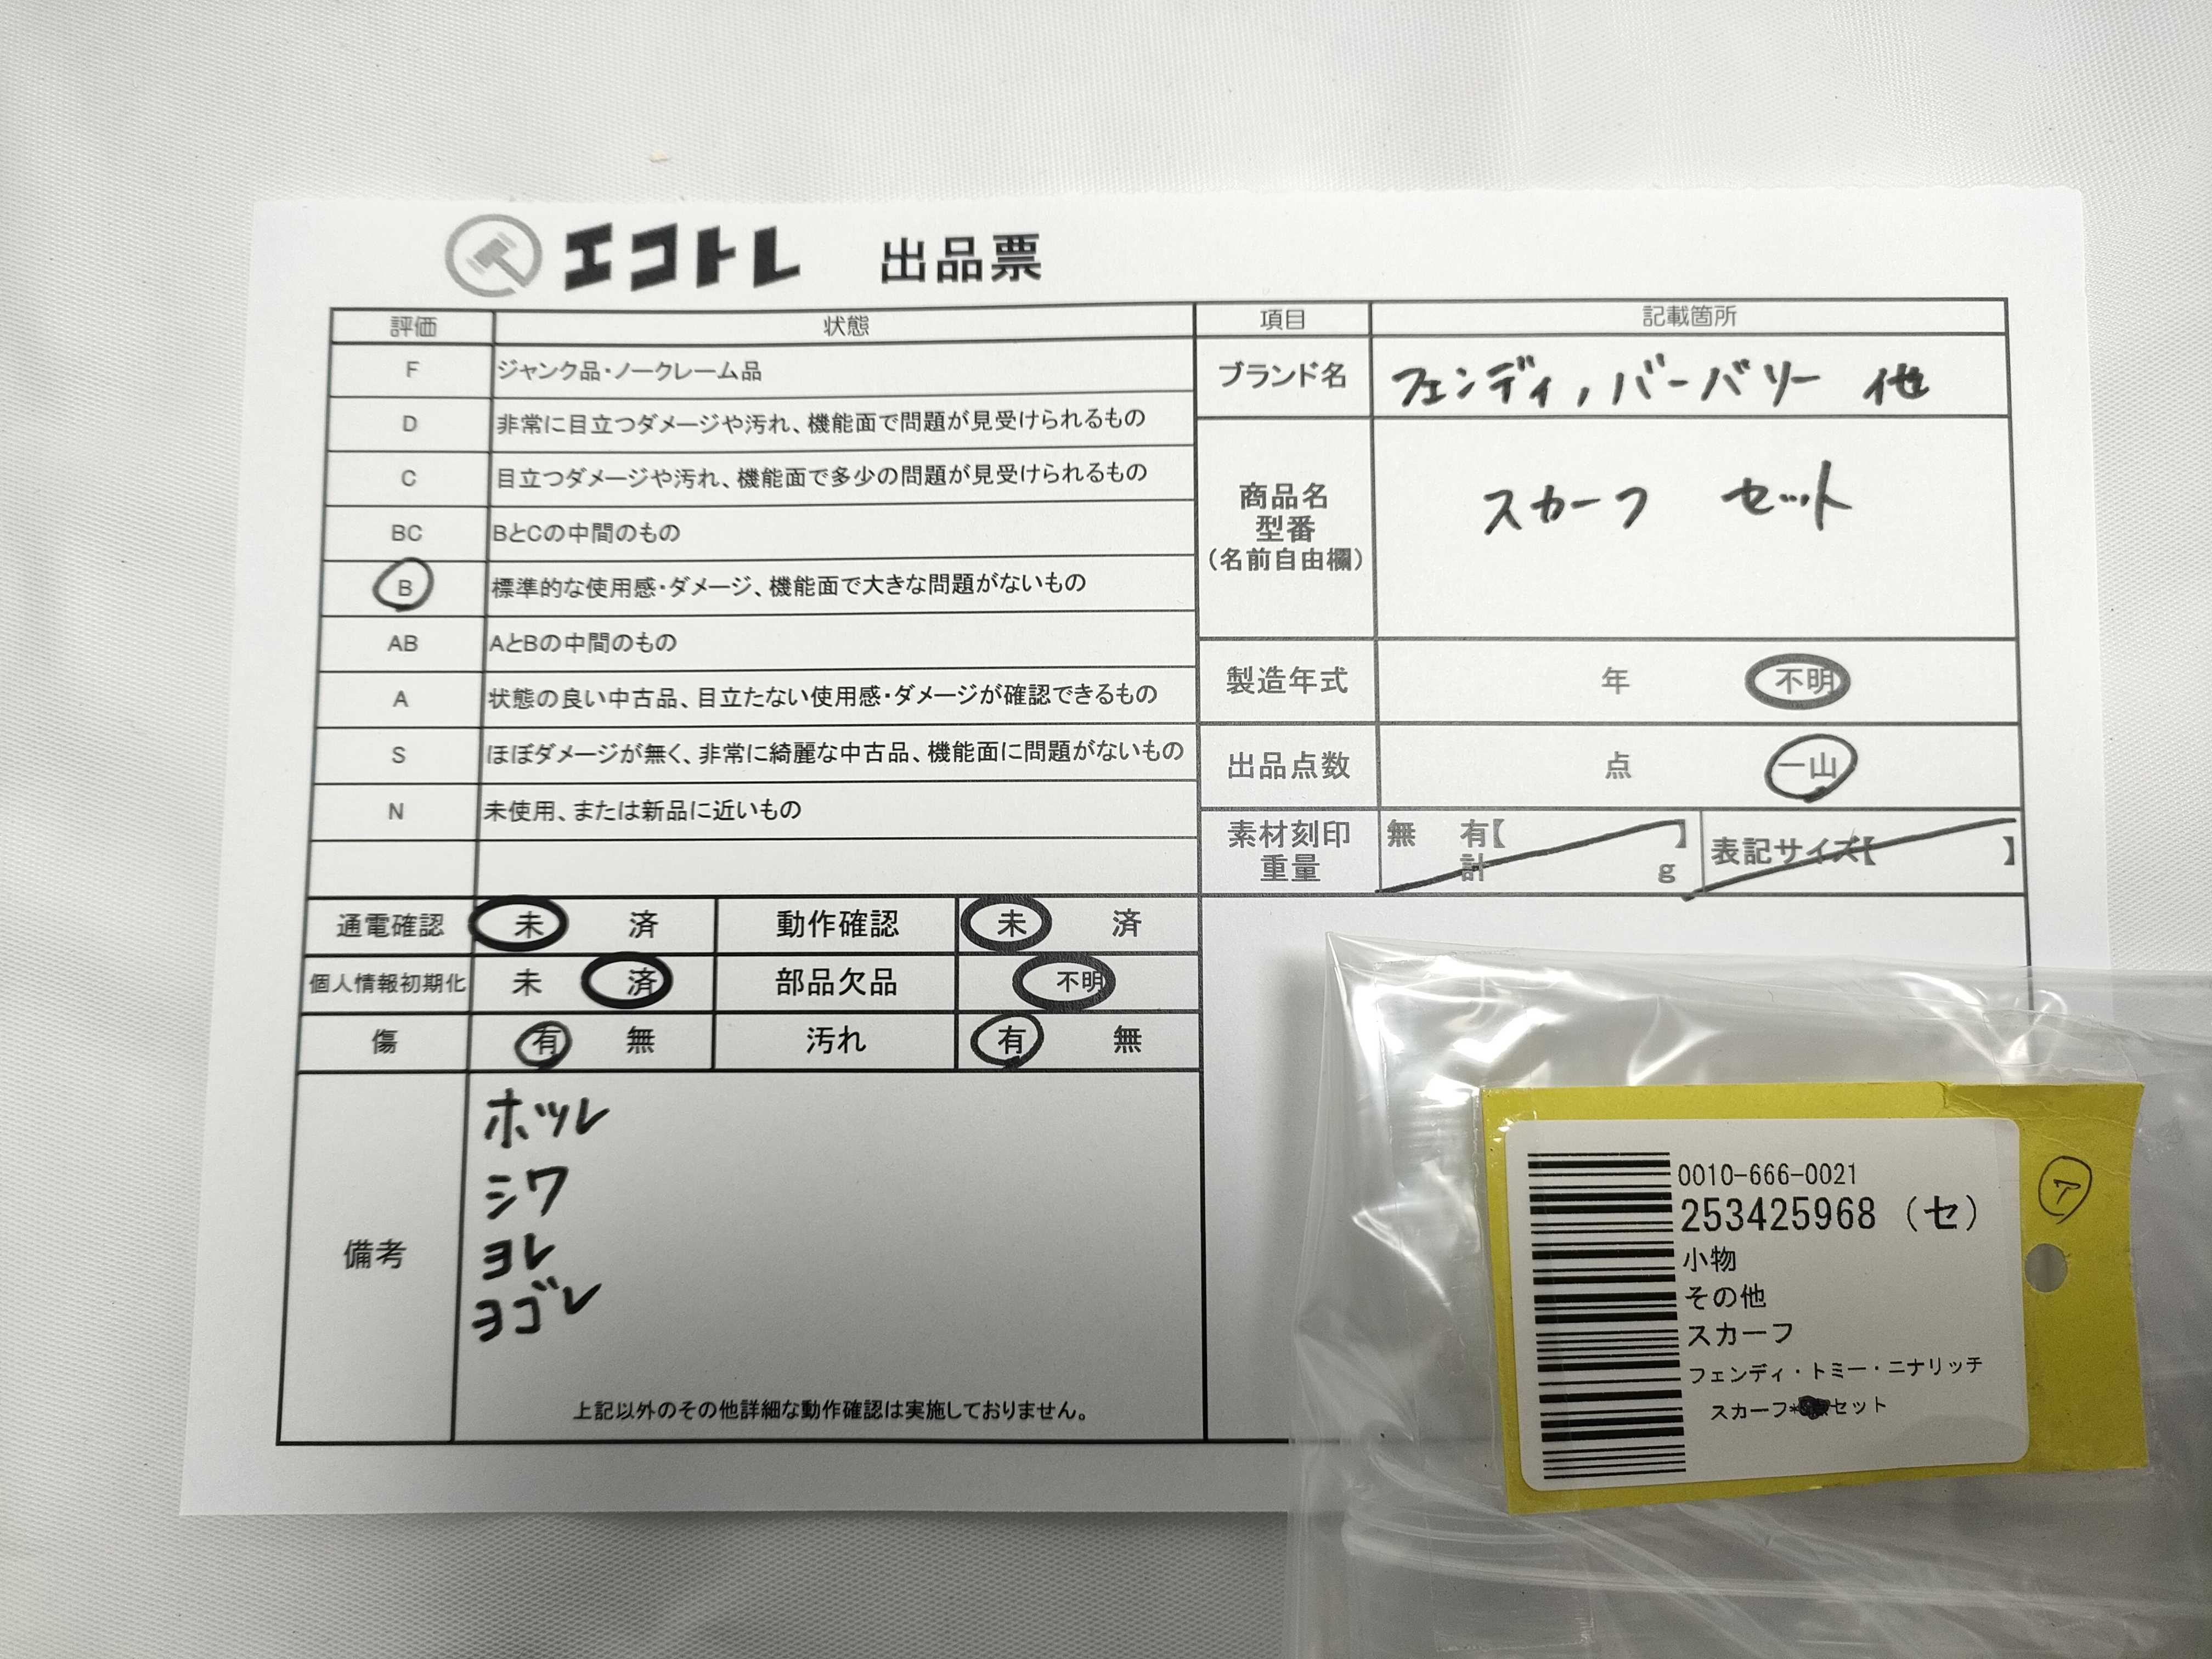 エコトレ 出品票
評価 状態
F ジャンク品・ノークレーム品
D 非常に目立つダメージや汚れ、機能面で問題が見受けられるもの
C 目立つダメージや汚れ、機能面で多少の問題が見受けられるもの
BC BとCの中間のもの
B 標準的な使用感・ダメージ、機能面で大きな問題がないもの
AB AとBの中間のもの
A 状態の良い中古品、目立たない使用感・ダメージが確認できるもの
S ほぼダメージが無く、非常に綺麗な中古品、機能面に問題がないもの
N 未使用、または新品に近いもの
項目 記載箇所
ブランド名 フェンディ,バーバリー 他
商品名
型番
(名前自由欄)
スカーフ セット
製造年式 年 不明
出品点数 点 一山
素材刻印 無 有【 】
重量 計 g
表記サイズ【 】
通電確認 未 済 動作確認 未 済
個人情報初期化 未 済 部品欠品 不明
傷 有 無 汚れ 有 無
備考
ホツレ
シワ
ヨレ
ヨゴレ
上記以外のその他詳細な動作確認は実施しておりません。
0010-666-0021
253425968 (セ)
小物
その他
スカーフ
フェンディ・トミー・ニナリッチ
スカーフ*セット
ア